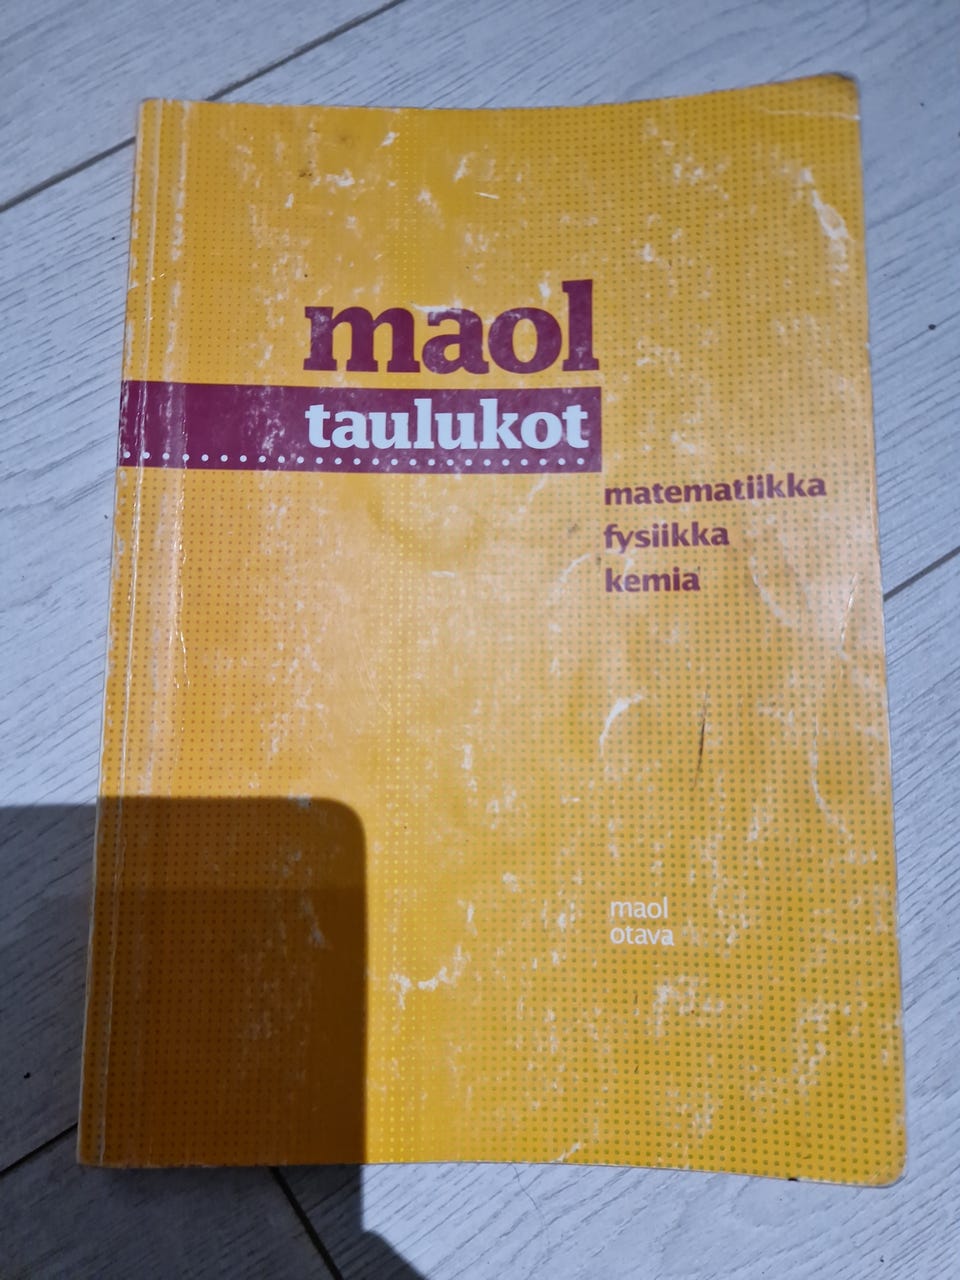 maol
taulukot
matematiikka
fysiikka
kemia
maol
otava